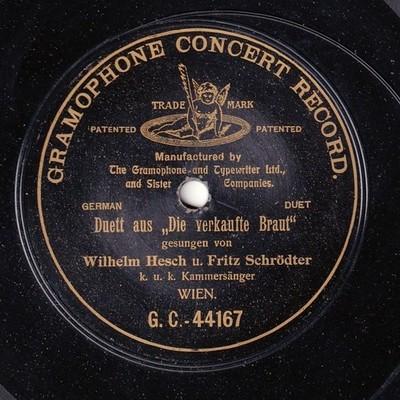 GRAMOPHONE CONCERT RECORD.
TRADE MARK
PATENTED PATENTED
Manufactured by
The Gramophone and Typewriter Ltd.,
and Sister Companies.
GERMAN DUET
Duett aus „Die verkaufte Braut“
gesungen von
Wilhelm Hesch u. Fritz Schrödter
k. u. k. Kammersänger
WIEN.
G. C.-44167